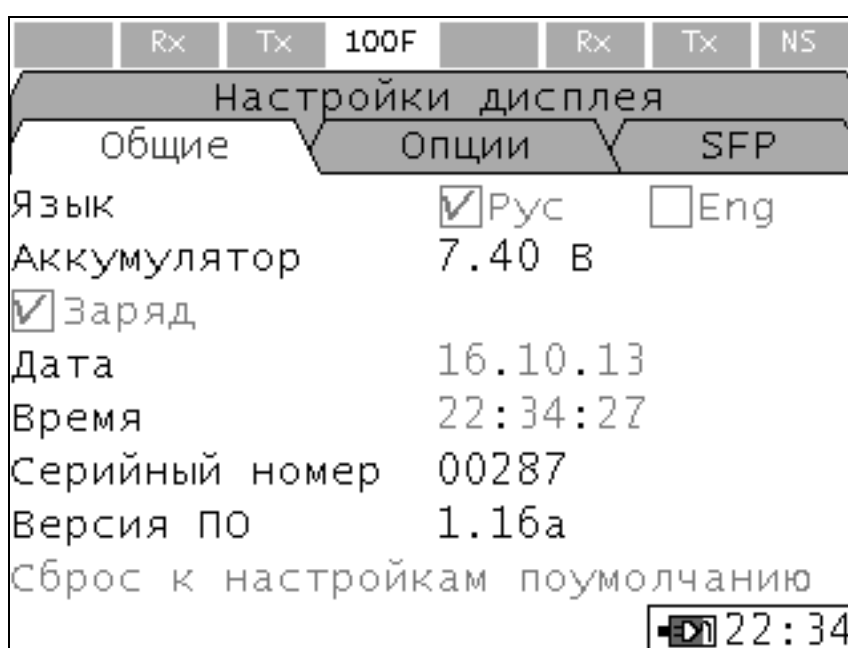 Rx Tx 100F Rx Tx NS
Настройки дисплея
Общие Опции SFP
Язык Рус Eng
Аккумулятор 7.40 В
Заряд
Дата 16.10.13
Время 22:34:27
Серийный номер 00287
Версия ПО 1.16a
Сброс к настройкам поумолчанию
22:34